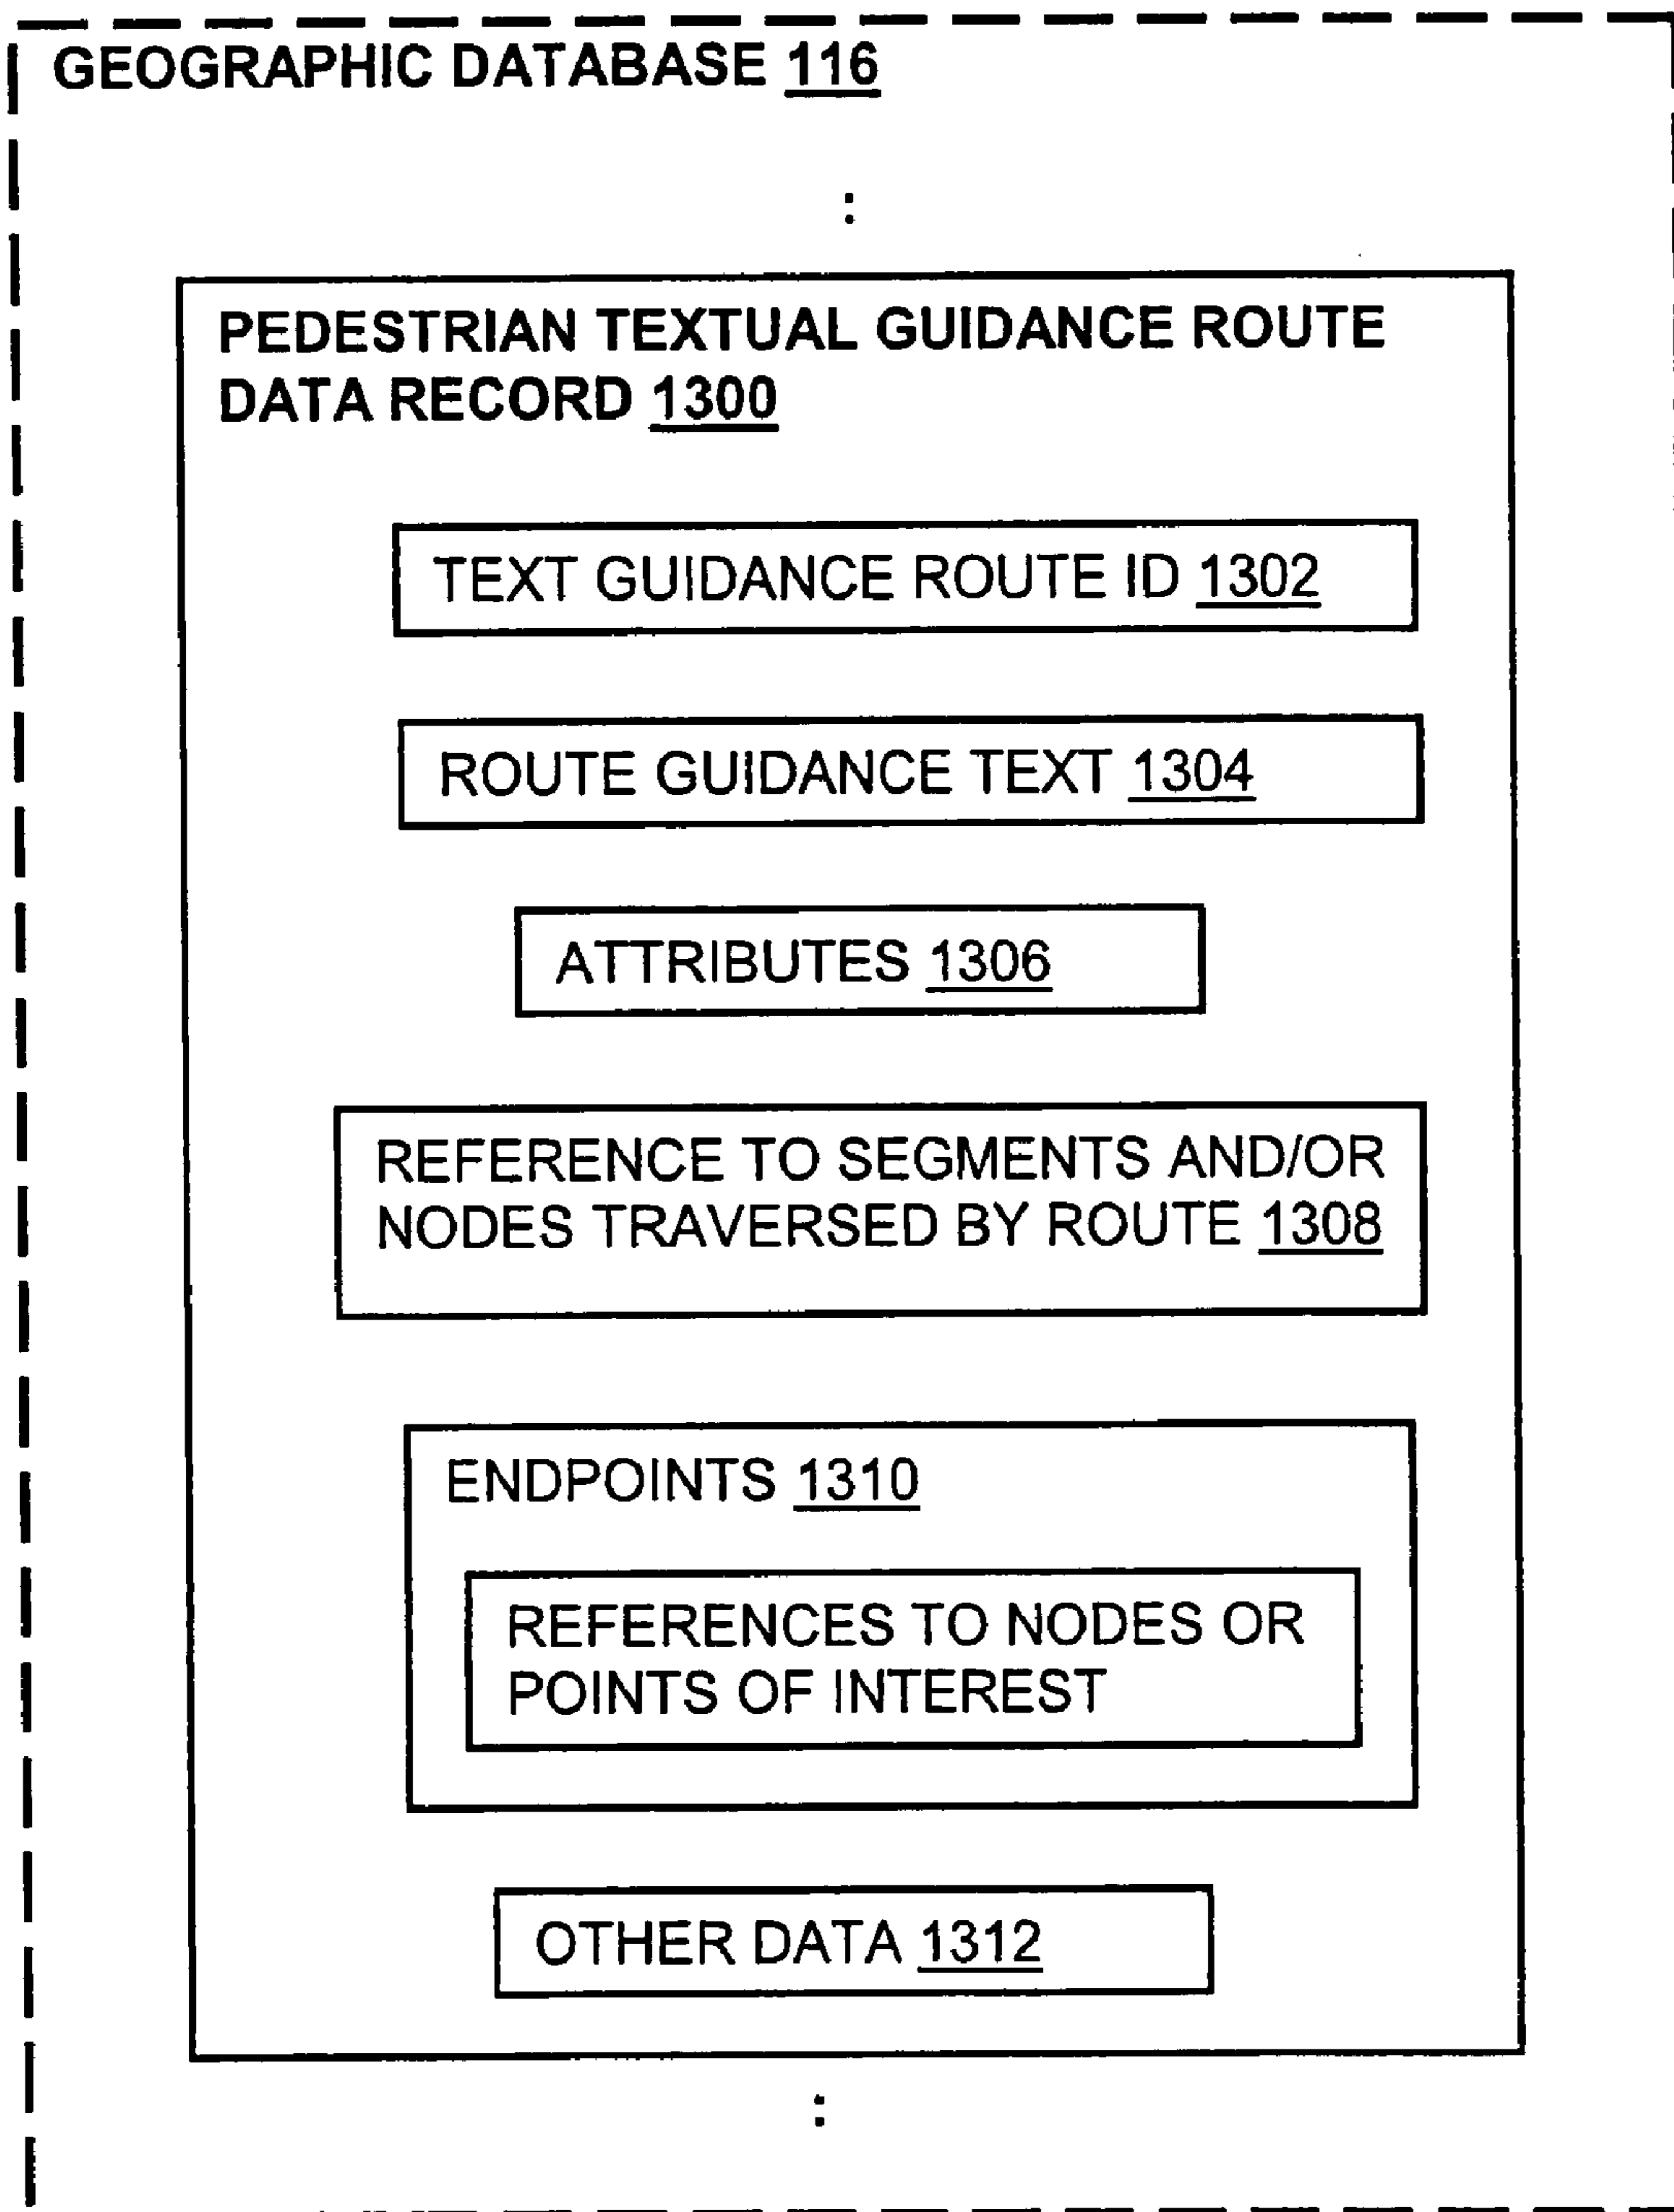 GEOGRAPHIC DATABASE 116
:
PEDESTRIAN TEXTUAL GUIDANCE ROUTE
DATA RECORD 1300
TEXT GUIDANCE ROUTE ID 1302
ROUTE GUIDANCE TEXT 1304
ATTRIBUTES 1306
REFERENCE TO SEGMENTS AND/OR
NODES TRAVERSED BY ROUTE 1308
ENDPOINTS 1310
REFERENCES TO NODES OR
POINTS OF INTEREST
OTHER DATA 1312
: